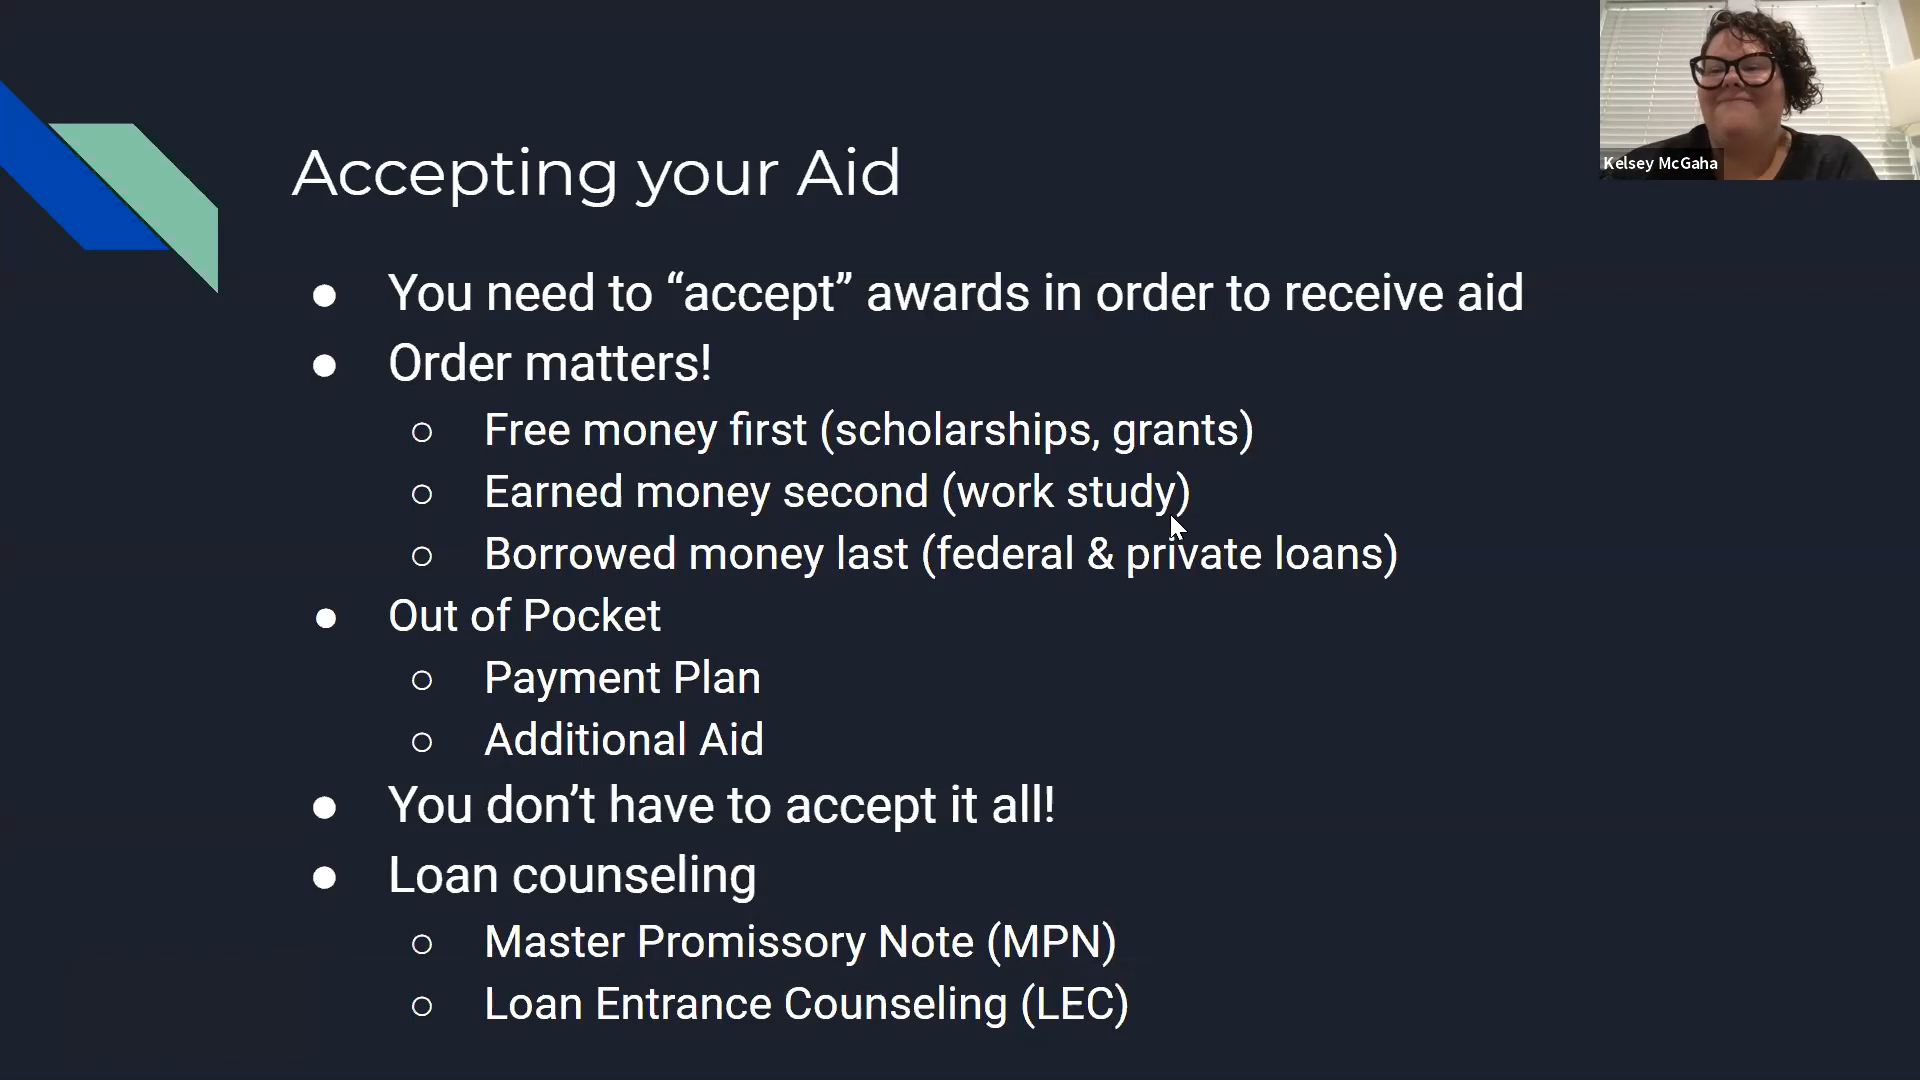 Kelsey McGaha
Accepting your Aid
● You need to “accept” awards in order to receive aid
● Order matters!
○ Free money first (scholarships, grants)
○ Earned money second (work study)
○ Borrowed money last (federal & private loans)
● Out of Pocket
○ Payment Plan
○ Additional Aid
● You don’t have to accept it all!
● Loan counseling
○ Master Promissory Note (MPN)
○ Loan Entrance Counseling (LEC)